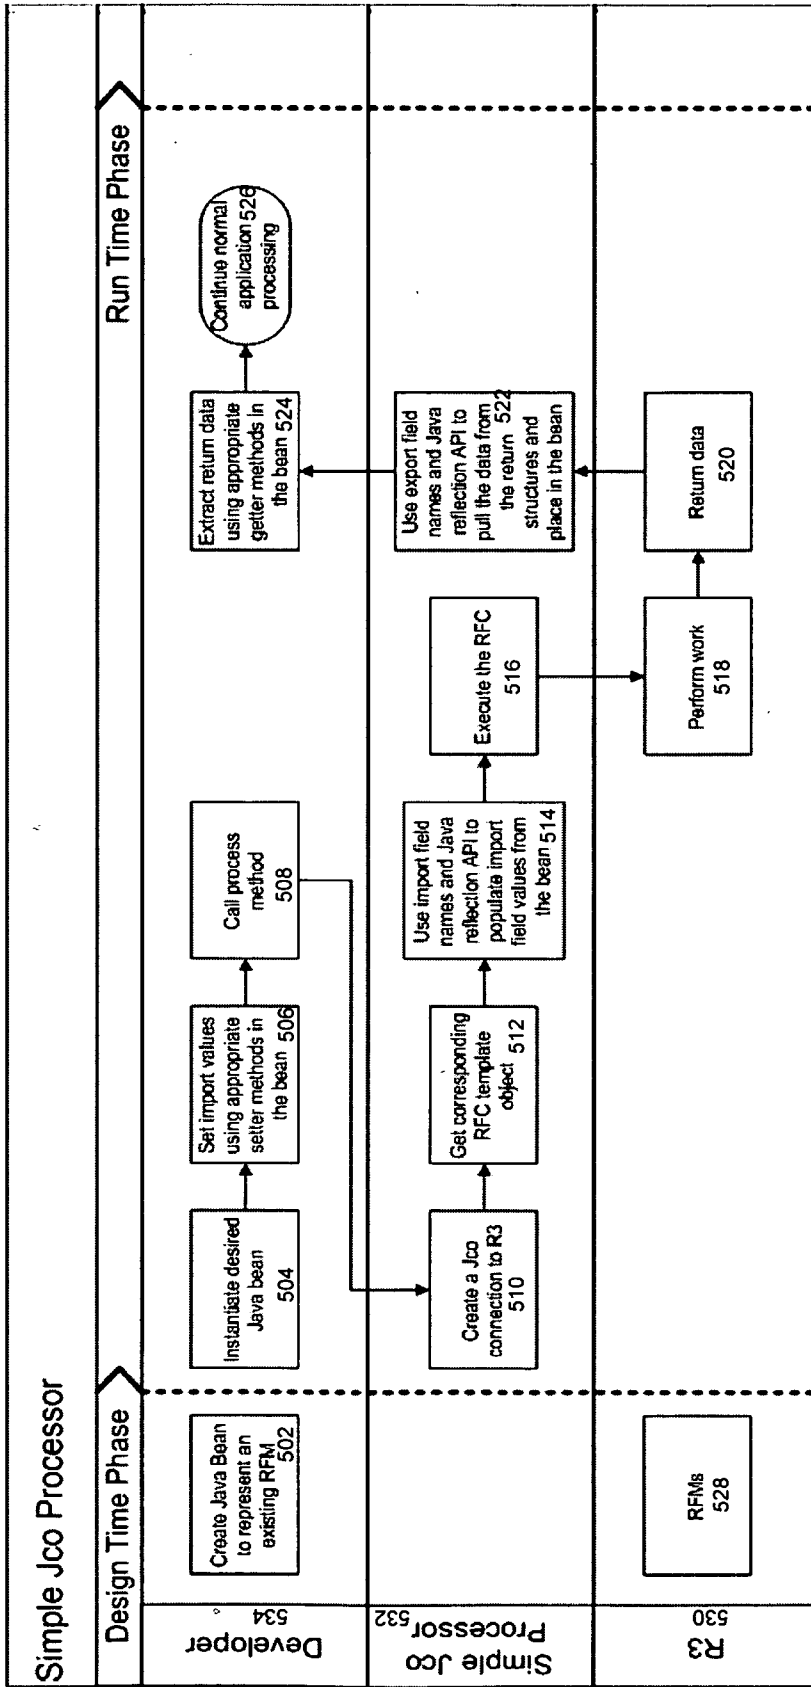 Simple Jco Processor
Design Time Phase
Run Time Phase
Developer
534
Create Java Bean
to represent an
existing RFM
502
Instantiate desired
Java bean
504
Set import values
using appropriate
setter methods in
the bean 506
Call process
method
508
Extract return data
using appropriate
getter methods in
the bean 524
Continue normal
application 526
processing
Simple Jco
Processor
532
Create a Jco
connection to R3
510
Get corresponding
RFC template
object 512
Use import field
names and Java
reflection API to
populate import
field values from
the bean 514
Execute the RFC
516
Use export field
names and Java
reflection API to
pull the data from
the return 522
structures and
place in the bean
R3
530
RFMs
528
Perform work
518
Return data
520